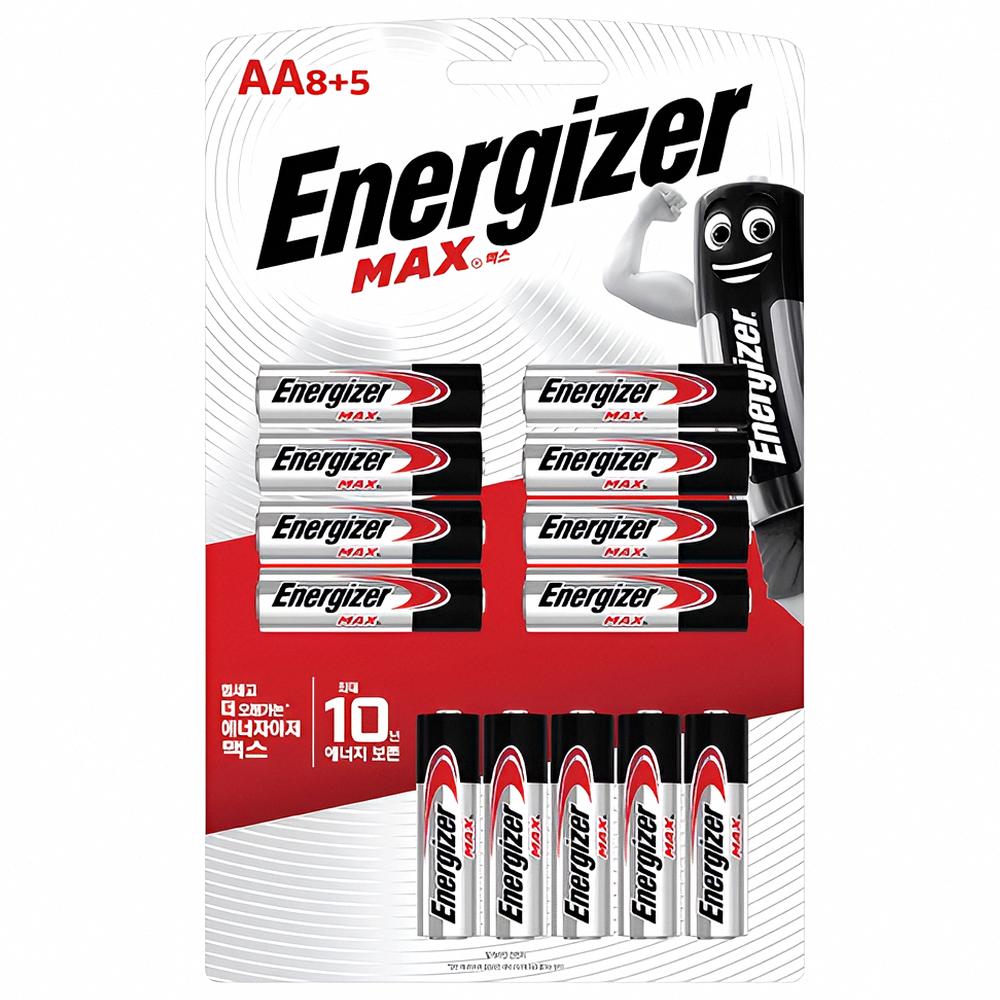 AA8+5
Energizer
MAX® 맥스
Energizer
Energizer
MAX
Energizer
MAX
Energizer
MAX
Energizer
MAX
Energizer
MAX
Energizer
MAX
Energizer
MAX
Energizer
MAX
힘세고
더 오래가는*
에너자이저
맥스
최대
10년
에너지 보존
Energizer
MAX
Energizer
MAX
Energizer
MAX
Energizer
MAX
Energizer
MAX